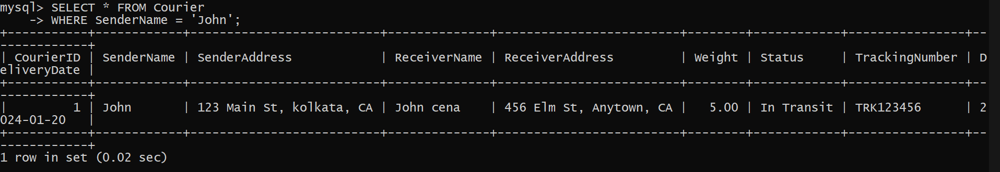 mysql> SELECT * FROM Courier
    -> WHERE SenderName = 'John';
+-----------+------------+--------------------------+--------------+-------------------------+--------+------------+----------------+--
------------+
| CourierID | SenderName | SenderAddress            | ReceiverName | ReceiverAddress         | Weight | Status     | TrackingNumber | D
eliveryDate |
+-----------+------------+--------------------------+--------------+-------------------------+--------+------------+----------------+--
------------+
|         1 | John       | 123 Main St, kolkata, CA | John cena    | 456 Elm St, Anytown, CA |   5.00 | In Transit | TRK123456      | 2
024-01-20   |
+-----------+------------+--------------------------+--------------+-------------------------+--------+------------+----------------+--
------------+
1 row in set (0.02 sec)